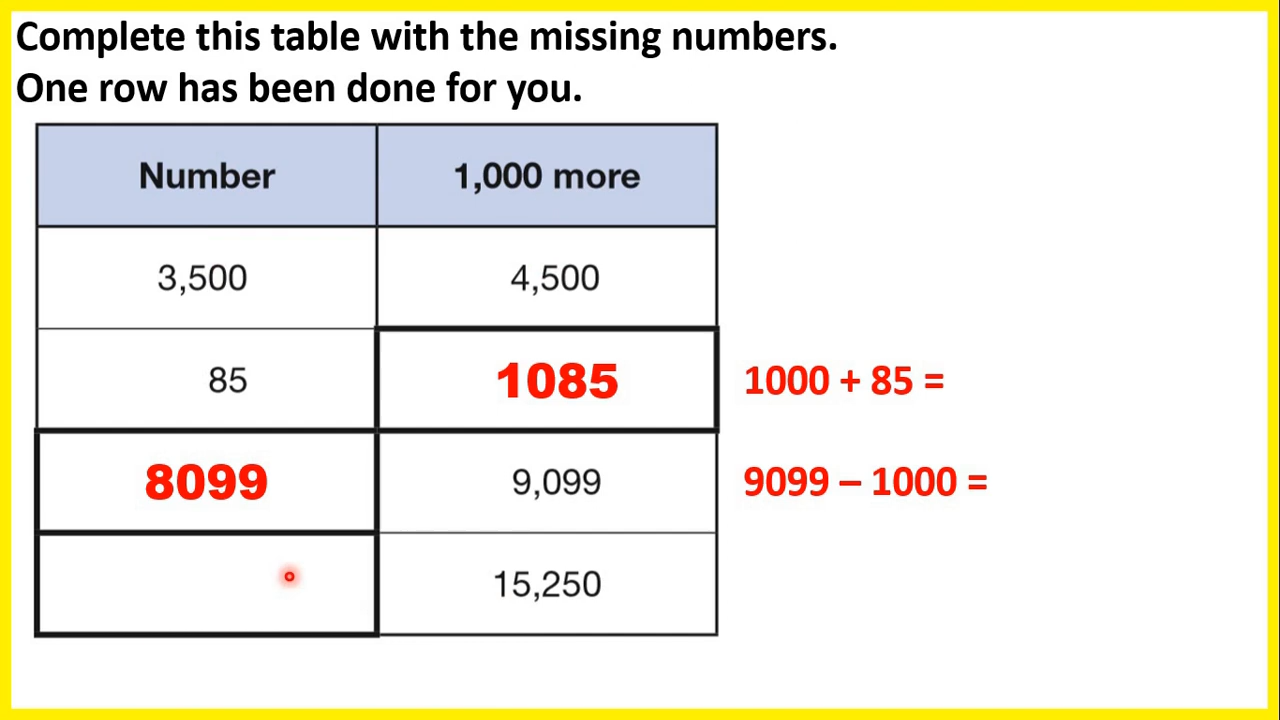 Complete this table with the missing numbers.
One row has been done for you.
Number 1,000 more
3,500 4,500
85 1085 1000 + 85 =
8099 9,099 9099 – 1000 =
15,250